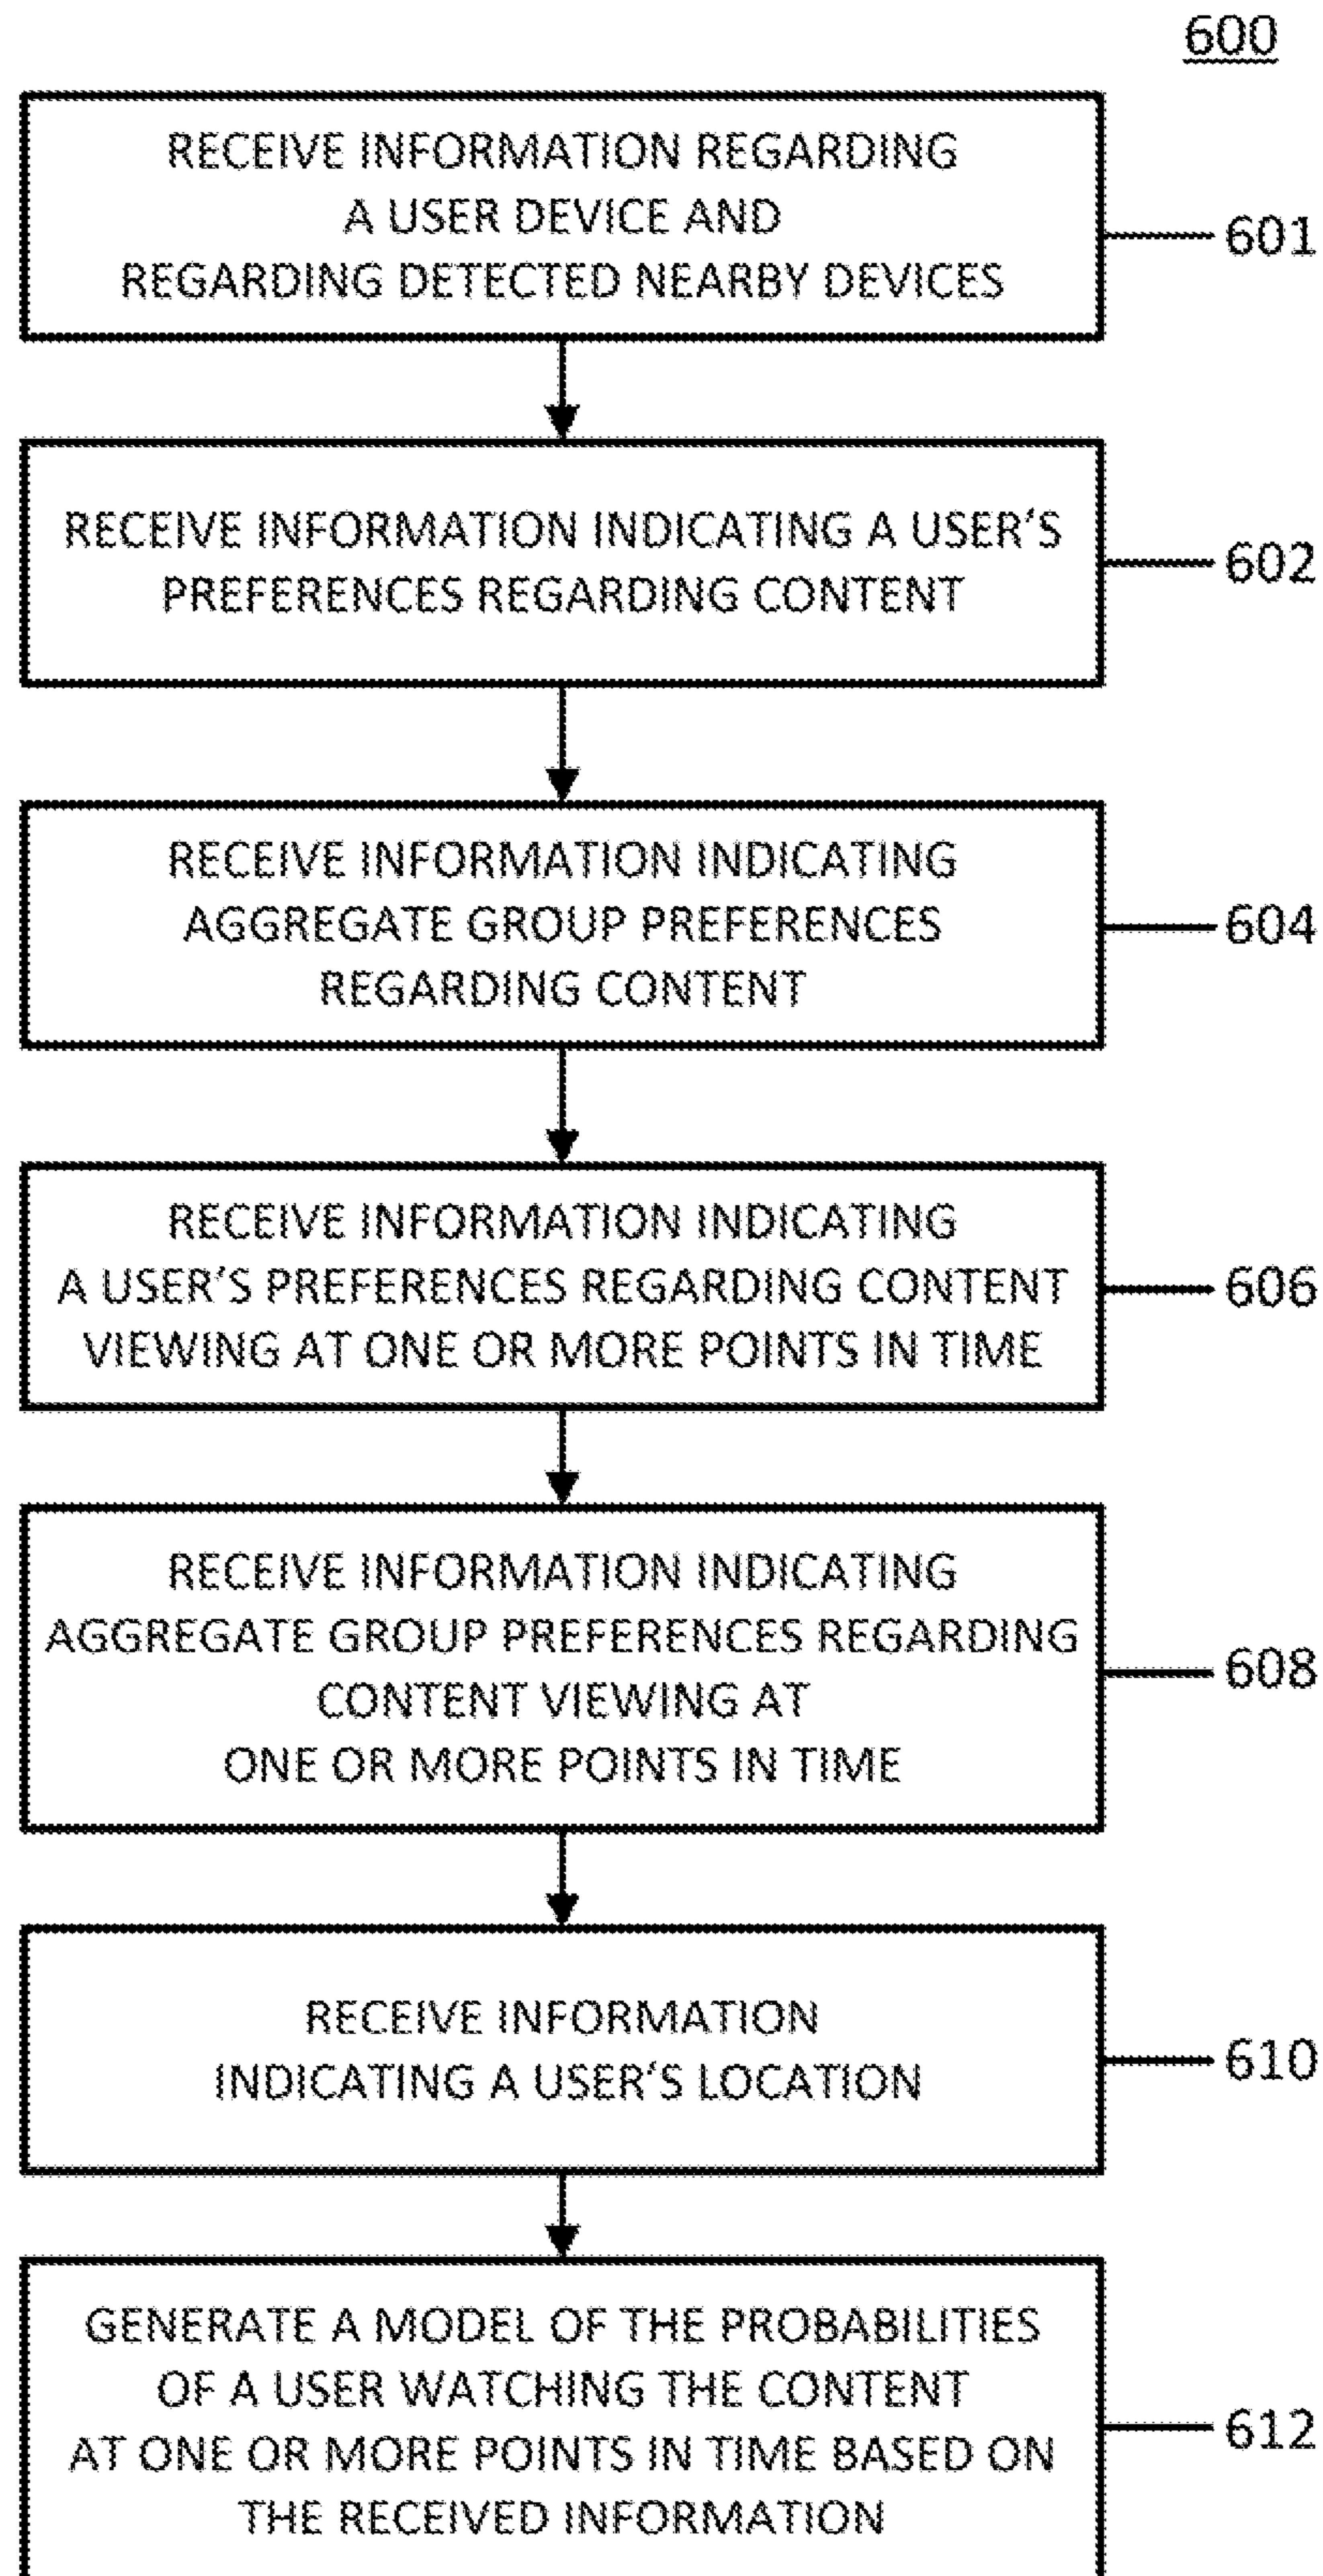 600
RECEIVE INFORMATION REGARDING
A USER DEVICE AND
REGARDING DETECTED NEARBY DEVICES
601
RECEIVE INFORMATION INDICATING A USER'S
PREFERENCES REGARDING CONTENT
602
RECEIVE INFORMATION INDICATING
AGGREGATE GROUP PREFERENCES
REGARDING CONTENT
604
RECEIVE INFORMATION INDICATING
A USER'S PREFERENCES REGARDING CONTENT
VIEWING AT ONE OR MORE POINTS IN TIME
606
RECEIVE INFORMATION INDICATING
AGGREGATE GROUP PREFERENCES REGARDING
CONTENT VIEWING AT
ONE OR MORE POINTS IN TIME
608
RECEIVE INFORMATION
INDICATING A USER'S LOCATION
610
GENERATE A MODEL OF THE PROBABILITIES
OF A USER WATCHING THE CONTENT
AT ONE OR MORE POINTS IN TIME BASED ON
THE RECEIVED INFORMATION
612